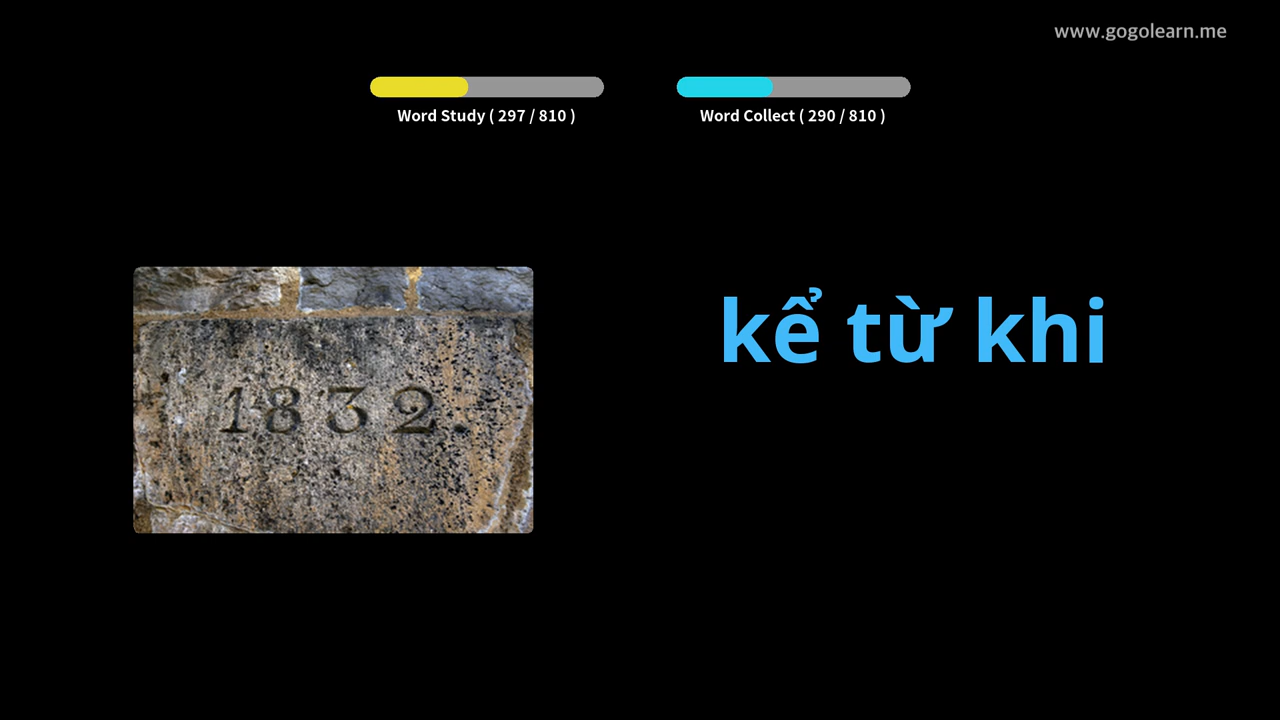 www.gogolearn.me
Word Study ( 297 / 810 )
Word Collect ( 290 / 810 )
kể từ khi
1832.